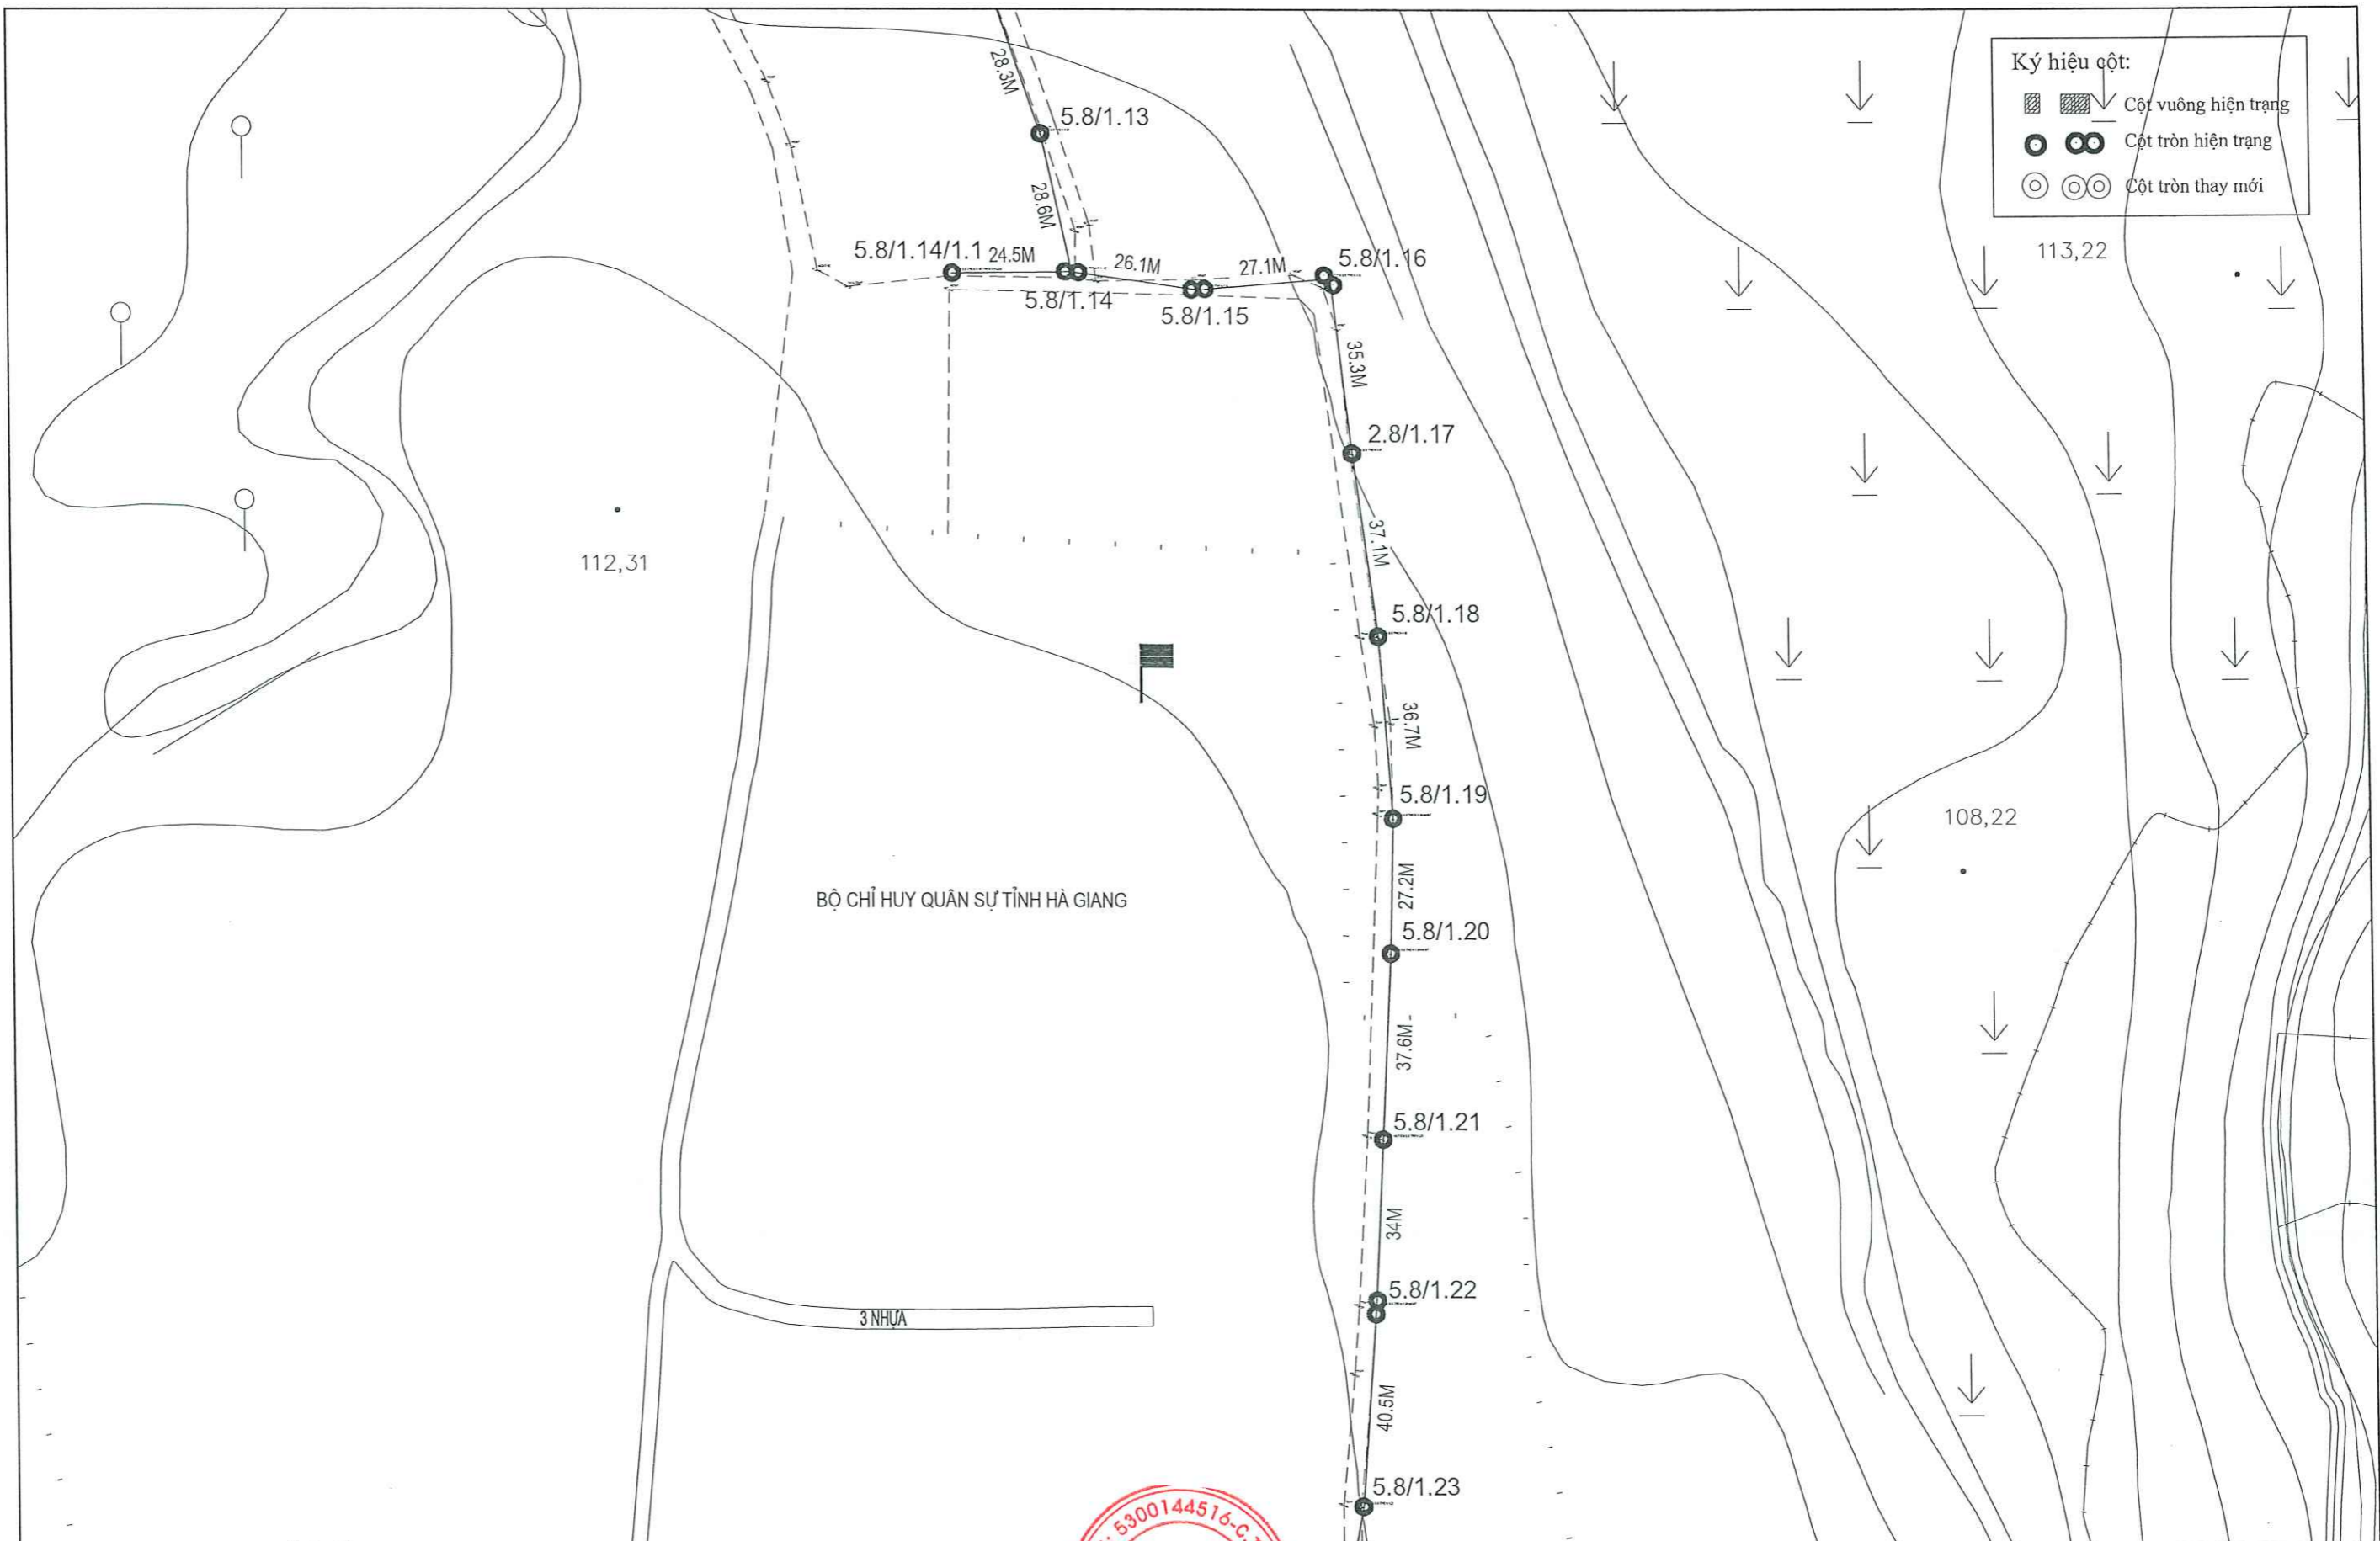 Ký hiệu cột:
Cột vuông hiện trạng
Cột tròn hiện trạng
Cột tròn thay mới
28.3M
5.8/1.13
28.6M
5.8/1.14/1.1
24.5M
5.8/1.14
26.1M
5.8/1.15
27.1M
5.8/1.16
113,22
35.3M
2.8/1.17
37.1M
112,31
5.8/1.18
36.7M
5.8/1.19
108,22
27.2M
BỘ CHỈ HUY QUÂN SỰ TỈNH HÀ GIANG
5.8/1.20
37.6M
5.8/1.21
34M
5.8/1.22
3 NHỰA
40.5M
5.8/1.23
5300144516-C